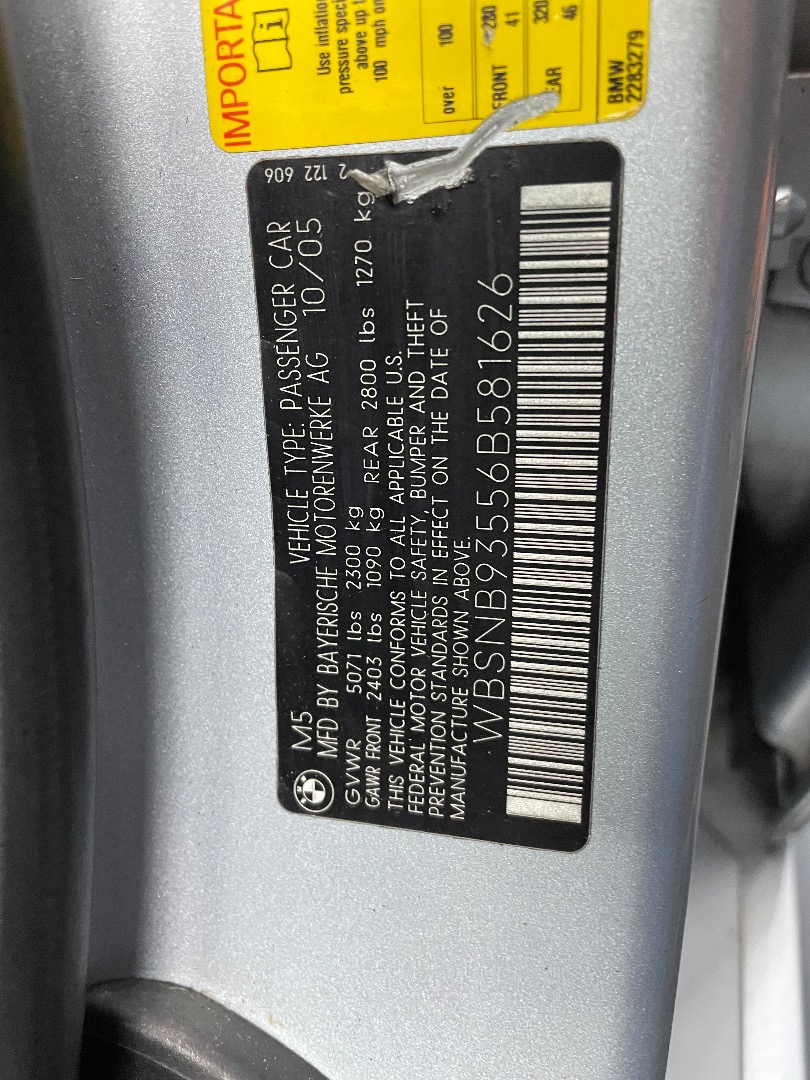 M5 VEHICLE TYPE: PASSENGER CAR
MFD BY BAYERISCHE MOTORENWERKE AG 10/05
GVWR 5071 lbs 2300 kg
GAWR FRONT 2403 lbs 1090 kg REAR 2800 lbs 1270 kg
THIS VEHICLE CONFORMS TO ALL APPLICABLE U.S.
FEDERAL MOTOR VEHICLE SAFETY, BUMPER AND THEFT
PREVENTION STANDARDS IN EFFECT ON THE DATE OF
MANUFACTURE SHOWN ABOVE.
WBSNB93556B581626
2 122 606
IMPORTA
Use inflation
pressure spec
above up
100 mph on
over 100
FRONT 280
41
EAR 320
46
BMW
2283279